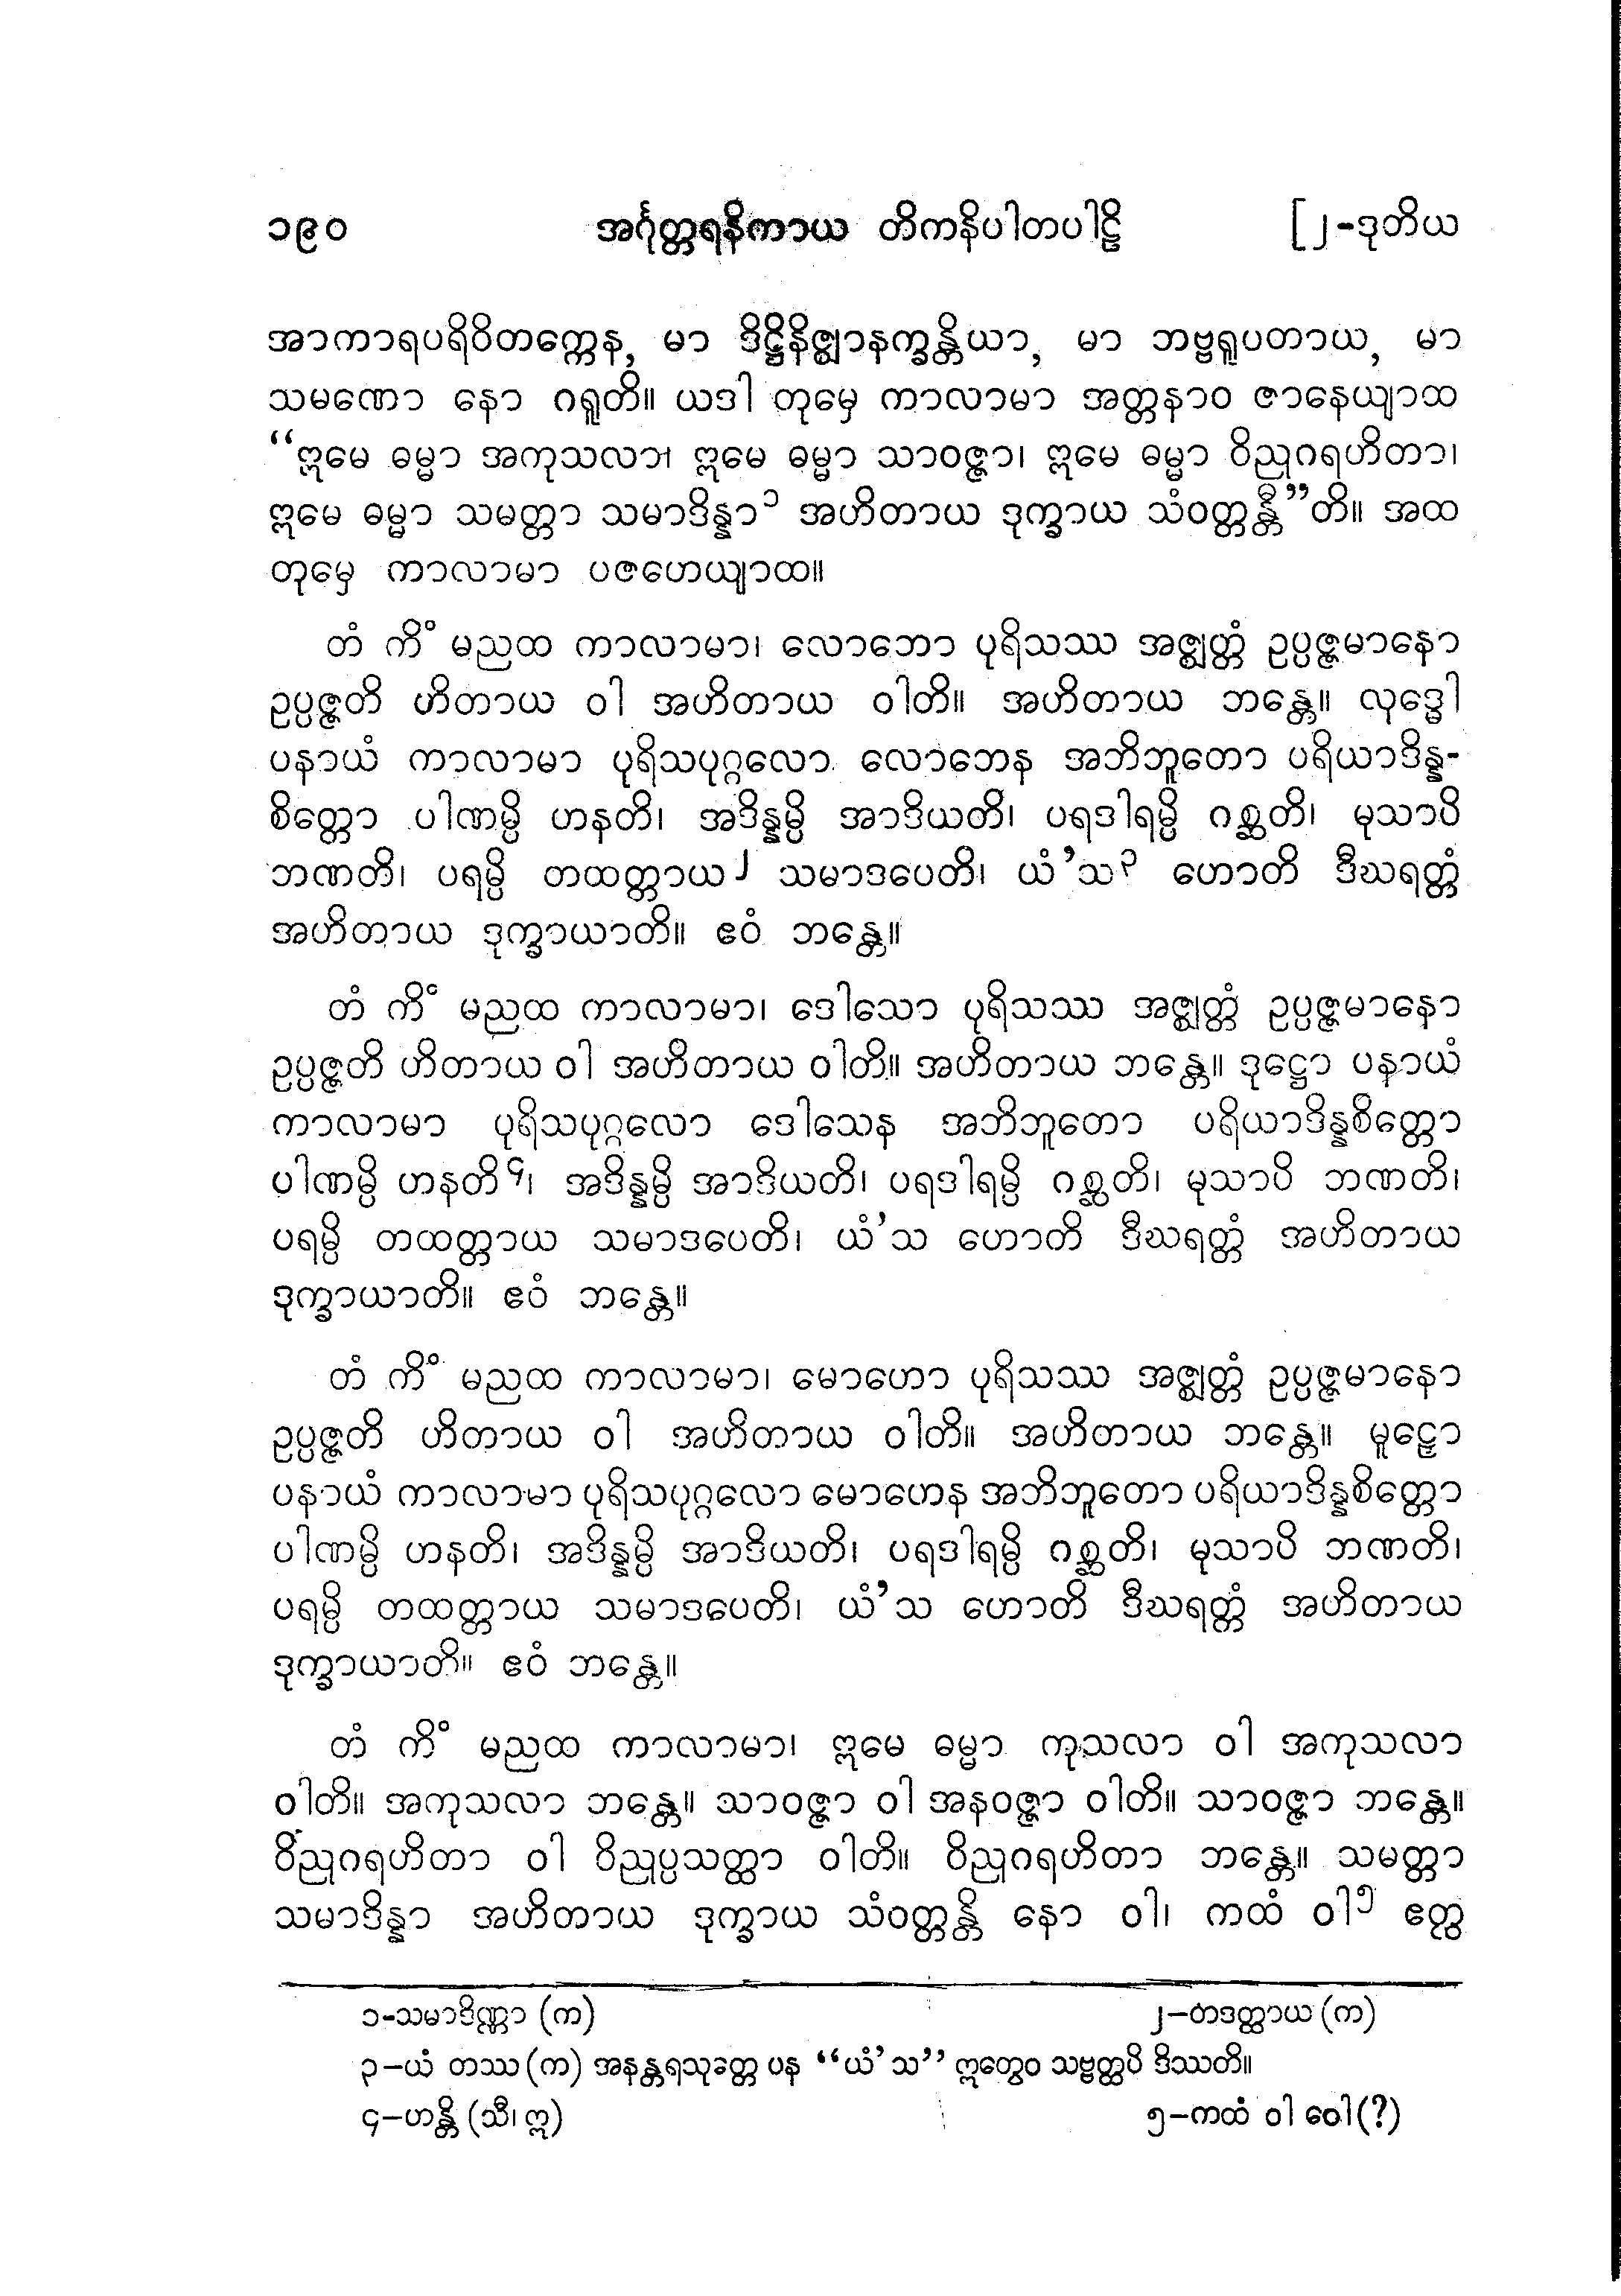 ၁၉၀ အင်္ဂုတ္တရနိကာယ တိကနိပါတပါဠိ [၂-ဒုတိယ
အာကာရပရိဝိတက္ကေန, မာ ဒိဋ္ဌိနိဇ္ဈာနက္ခန္တိယာ, မာ ဘဗ္ဗရူပတာယ, မာ
သမဏော နော ဂရူတိ။ ယဒါ တုမှေ ကာလာမာ အတ္တနာဝ ဇာနေယျာထ
“ဣမေ ဓမ္မာ အကုသလာ၊ ဣမေ ဓမ္မာ သာဝဇ္ဇာ၊ ဣမေ ဓမ္မာ ဝိညုဂရဟိတာ၊
ဣမေ ဓမ္မာ သမတ္တာ သမာဒိန္နာ၁ အဟိတာယ ဒုက္ခာယ သံဝတ္တန္တီ”တိ။ အထ
တုမှေ ကာလာမာ ပဇဟေယျာထ။
တံ ကိံ မညထ ကာလာမာ၊ လောဘော ပုရိသဿ အဇ္ဈတ္တံ ဥပ္ပဇ္ဇမာနော
ဥပ္ပဇ္ဇတိ ဟိတာယ ဝါ အဟိတာယ ဝါတိ။ အဟိတာယ ဘန္တေ။ လုဒ္ဓေါ
ပနာယံ ကာလာမာ ပုရိသပုဂ္ဂလော လောဘေန အဘိဘူတော ပရိယာဒိန္န-
စိတ္တော ပါဏမ္ပိ ဟနတိ၊ အဒိန္နမ္ပိ အာဒိယတိ၊ ပရဒါရမ္ပိ ဂစ္ဆတိ၊ မုသာပိ
ဘဏတိ၊ ပရမ္ပိ တထတ္တာယ၂ သမာဒပေတိ၊ ယံ’သ၃ ဟောတိ ဒီဃရတ္တံ
အဟိတာယ ဒုက္ခာယာတိ။ ဧဝံ ဘန္တေ။
တံ ကိံ မညထ ကာလာမာ၊ ဒေါသော ပုရိသဿ အဇ္ဈတ္တံ ဥပ္ပဇ္ဇမာနော
ဥပ္ပဇ္ဇတိ ဟိတာယ ဝါ အဟိတာယ ဝါတိ။ အဟိတာယ ဘန္တေ။ ဒုဋ္ဌော ပနာယံ
ကာလာမာ ပုရိသပုဂ္ဂလော ဒေါသေန အဘိဘူတော ပရိယာဒိန္နစိတ္တော
ပါဏမ္ပိ ဟနတိ၄၊ အဒိန္နမ္ပိ အာဒိယတိ၊ ပရဒါရမ္ပိ ဂစ္ဆတိ၊ မုသာပိ ဘဏတိ၊
ပရမ္ပိ တထတ္တာယ သမာဒပေတိ၊ ယံ’သ ဟောတိ ဒီဃရတ္တံ အဟိတာယ
ဒုက္ခာယာတိ။ ဧဝံ ဘန္တေ။
တံ ကိံ မညထ ကာလာမာ၊ မောဟော ပုရိသဿ အဇ္ဈတ္တံ ဥပ္ပဇ္ဇမာနော
ဥပ္ပဇ္ဇတိ ဟိတာယ ဝါ အဟိတာယ ဝါတိ။ အဟိတာယ ဘန္တေ။ မူဠှော
ပနာယံ ကာလာမာ ပုရိသပုဂ္ဂလော မောဟေန အဘိဘူတော ပရိယာဒိန္နစိတ္တော
ပါဏမ္ပိ ဟနတိ၊ အဒိန္နမ္ပိ အာဒိယတိ၊ ပရဒါရမ္ပိ ဂစ္ဆတိ၊ မုသာပိ ဘဏတိ၊
ပရမ္ပိ တထတ္တာယ သမာဒပေတိ၊ ယံ’သ ဟောတိ ဒီဃရတ္တံ အဟိတာယ
ဒုက္ခာယာတိ။ ဧဝံ ဘန္တေ။
တံ ကိံ မညထ ကာလာမာ၊ ဣမေ ဓမ္မာ ကုသလာ ဝါ အကုသလာ
ဝါတိ။ အကုသလာ ဘန္တေ။ သာဝဇ္ဇာ ဝါ အနဝဇ္ဇာ ဝါတိ။ သာဝဇ္ဇာ ဘန္တေ။
ဝိညုဂရဟိတာ ဝါ ဝိညုပ္ပသတ္ထာ ဝါတိ။ ဝိညုဂရဟိတာ ဘန္တေ။ သမတ္တာ
သမာဒိန္နာ အဟိတာယ ဒုက္ခာယ သံဝတ္တန္တိ နော ဝါ၊ ကထံ ဝါ၅ ဧတ္ထ
၁-သမာဒိဏ္ဏာ (က) ၂-တဒတ္ထာယ (က)
၃-ယံ တဿ (က) အနန္တရသုတ္တေ ပန “ယံ’သ” ဣတွေဝ သဗ္ဗတ္ထပိ ဒိဿတိ။
၄-ဟန္တိ (သီ၊ ဣ) ၅-ကထံ ဝါ ဝေါ (?)